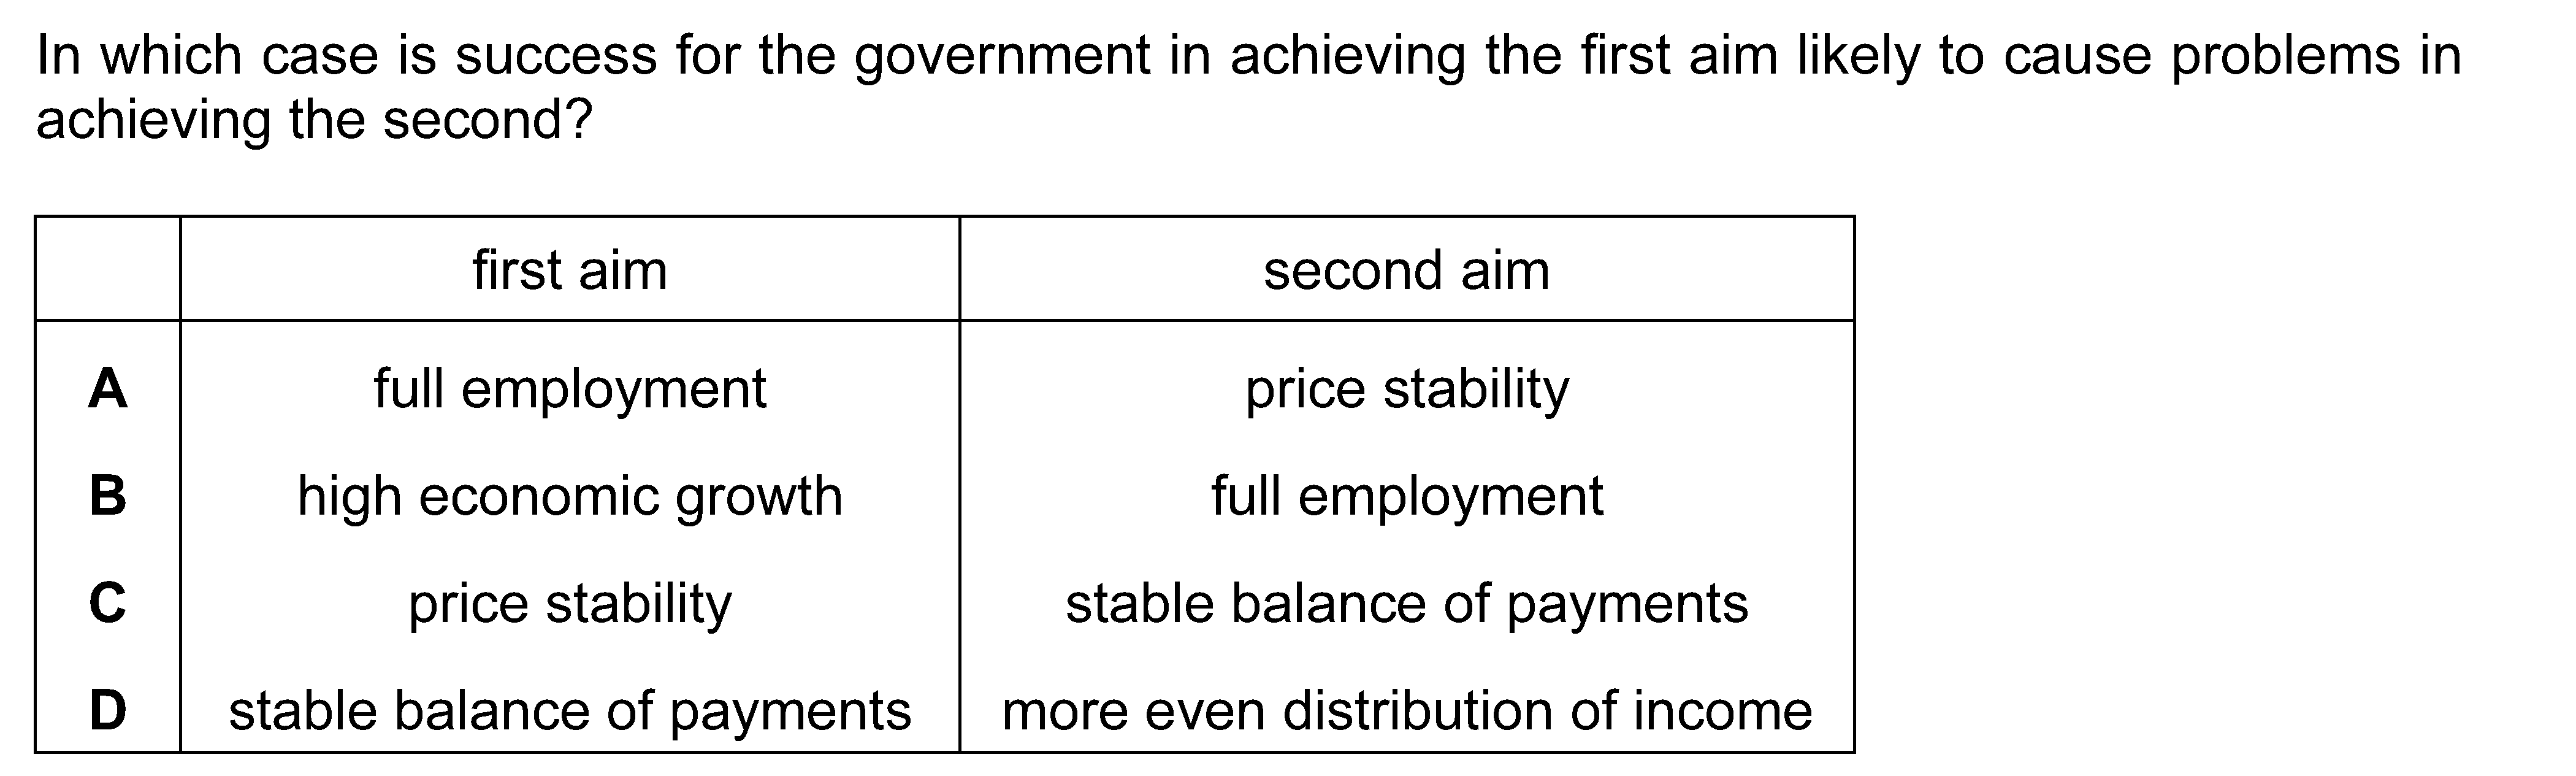 In which case is success for the government in achieving the first aim likely to cause problems in
achieving the second?
first aim second aim
A full employment price stability
B high economic growth full employment
C price stability stable balance of payments
D stable balance of payments more even distribution of income